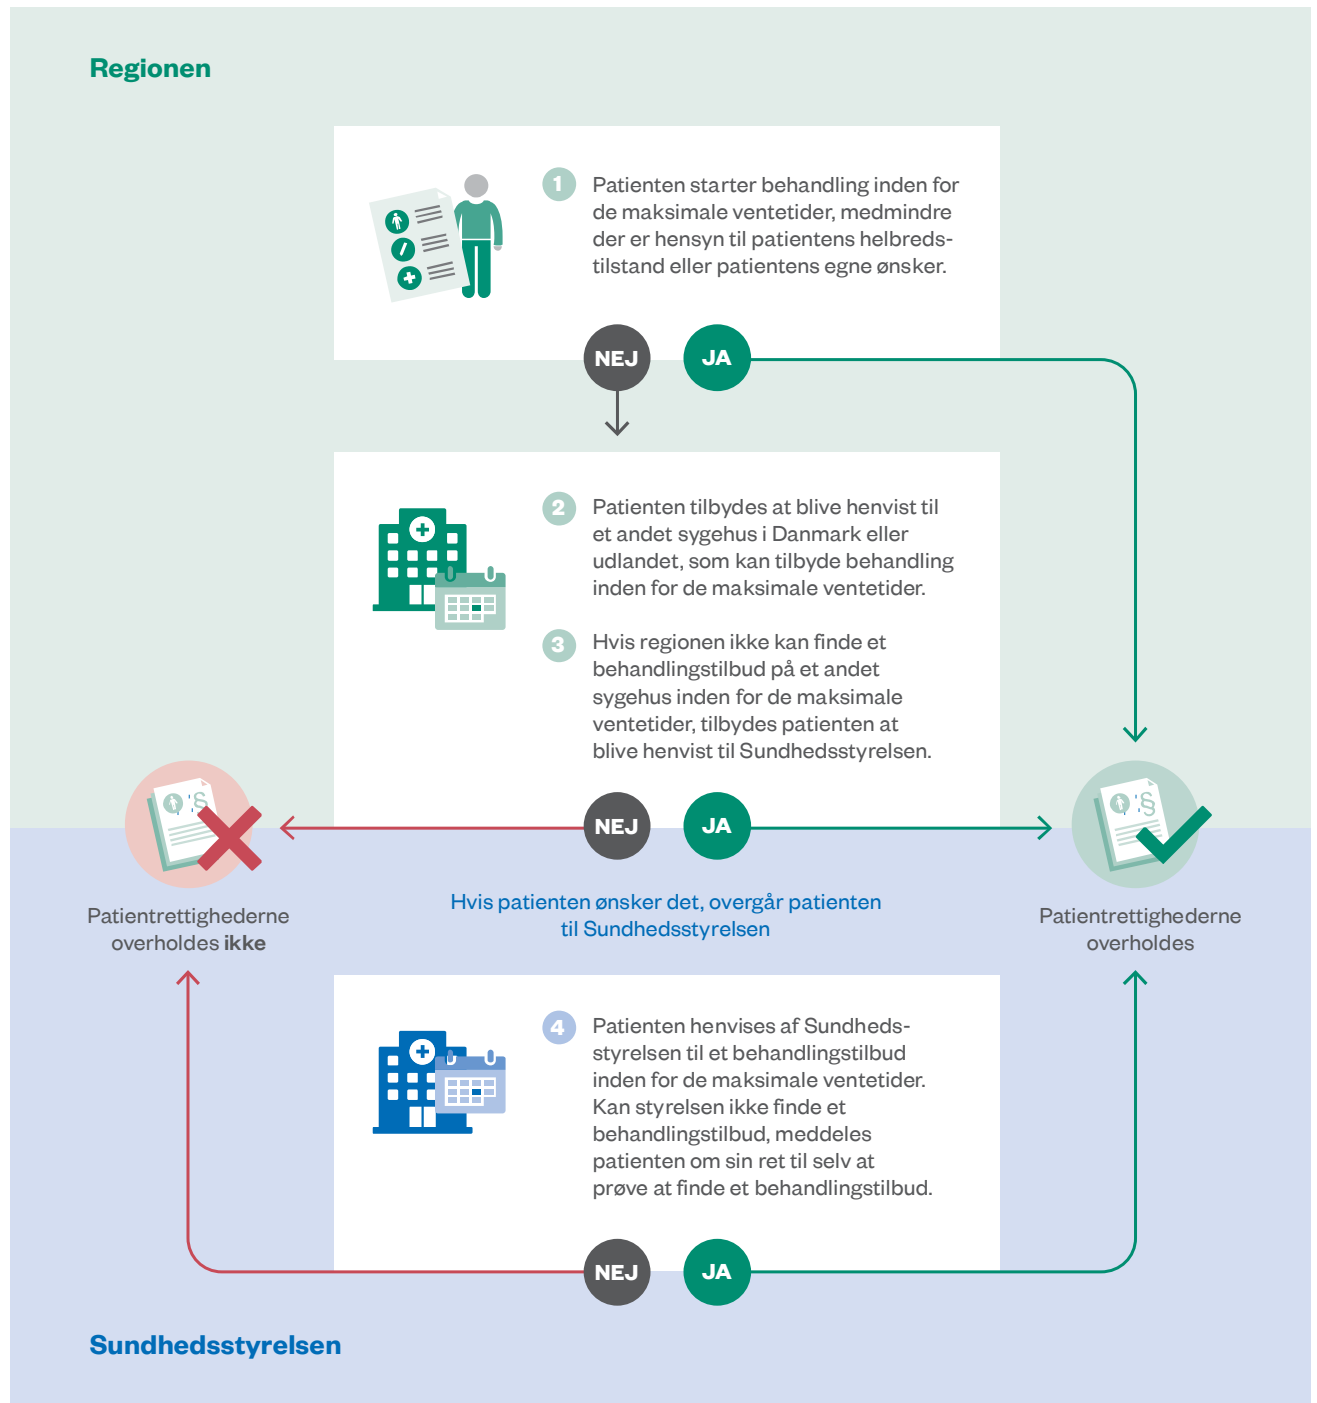 Regionen
1
Patienten starter behandling inden for
de maksimale ventetider, medmindre
der er hensyn til patientens helbreds-
tilstand eller patientens egne ønsker.
NEJ
JA
2
Patienten tilbydes at blive henvist til
et andet sygehus i Danmark eller
udlandet, som kan tilbyde behandling
inden for de maksimale ventetider.
3
Hvis regionen ikke kan finde et
behandlingstilbud på et andet
sygehus inden for de maksimale
ventetider, tilbydes patienten at
blive henvist til Sundhedsstyrelsen.
NEJ
JA
§
§
Patientrettighederne
overholdes ikke
Hvis patienten ønsker det, overgår patienten
til Sundhedsstyrelsen
Patientrettighederne
overholdes
4
Patienten henvises af Sundheds-
styrelsen til et behandlingstilbud
inden for de maksimale ventetider.
Kan styrelsen ikke finde et
behandlingstilbud, meddeles
patienten om sin ret til selv at
prøve at finde et behandlingstilbud.
NEJ
JA
Sundhedsstyrelsen